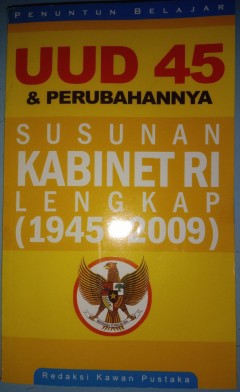 PENUNTUN BELAJAR
UUD 45
& PERUBAHANNYA
SUSUNAN
KABINET RI
LENGKAP
(1945-2009)
Redaksi Kawan Pustaka